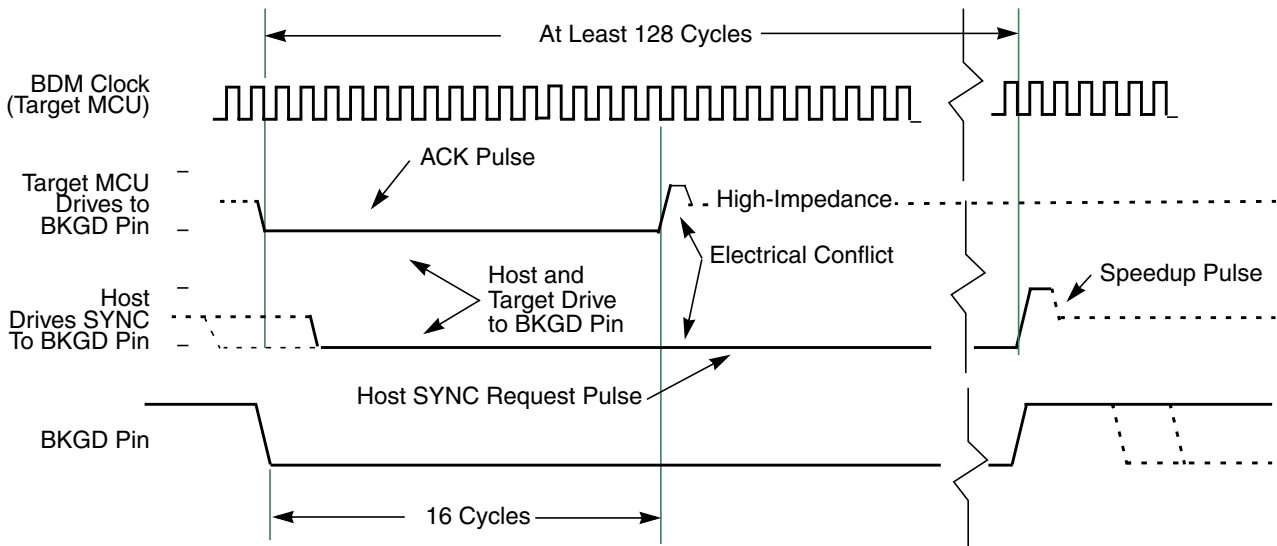 At Least 128 Cycles
BDM Clock
(Target MCU)
ACK Pulse
Target MCU
Drives to
BKGD Pin
High-Impedance
Electrical Conflict
Host and
Target Drive
to BKGD Pin
Speedup Pulse
Host
Drives SYNC
To BKGD Pin
Host SYNC Request Pulse
BKGD Pin
16 Cycles